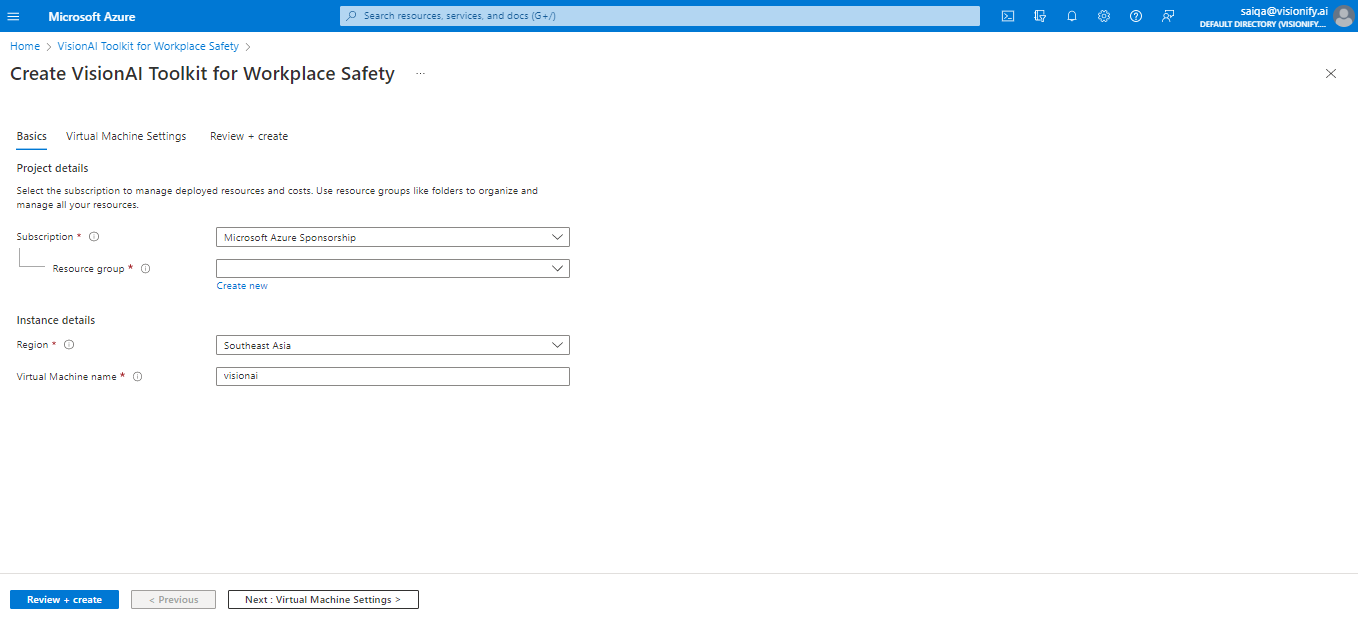 Microsoft Azure
Search resources, services, and docs (G+/)
saiqa@visionify.ai
DEFAULT DIRECTORY (VISIONIFY....
Home > VisionAI Toolkit for Workplace Safety >
Create VisionAI Toolkit for Workplace Safety ...
Basics Virtual Machine Settings Review + create
Project details
Select the subscription to manage deployed resources and costs. Use resource groups like folders to organize and
manage all your resources.
Subscription * Microsoft Azure Sponsorship
Resource group *
Create new
Instance details
Region * Southeast Asia
Virtual Machine name * visionai
Review + create < Previous Next : Virtual Machine Settings >